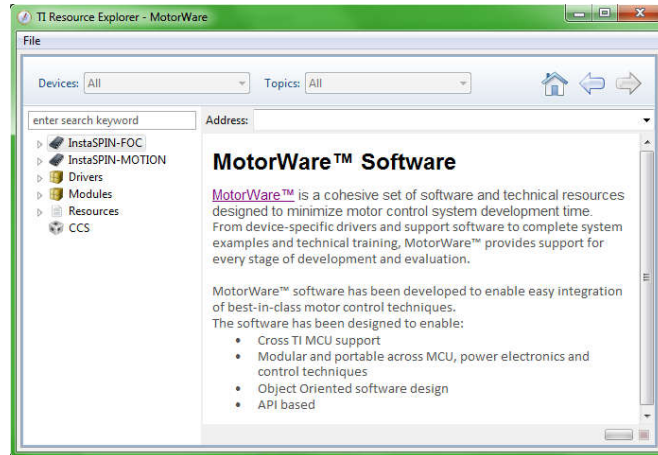 TI Resource Explorer - MotorWare
File
Devices: All
Topics: All
enter search keyword
Address:
InstaSPIN-FOC
InstaSPIN-MOTION
Drivers
Modules
Resources
CCS
MotorWare™ Software
MotorWare™ is a cohesive set of software and technical resources
designed to minimize motor control system development time.
From device-specific drivers and support software to complete system
examples and technical training, MotorWare™ provides support for
every stage of development and evaluation.
MotorWare™ software has been developed to enable easy integration
of best-in-class motor control techniques.
The software has been designed to enable:
• Cross TI MCU support
• Modular and portable across MCU, power electronics and
control techniques
• Object Oriented software design
• API based